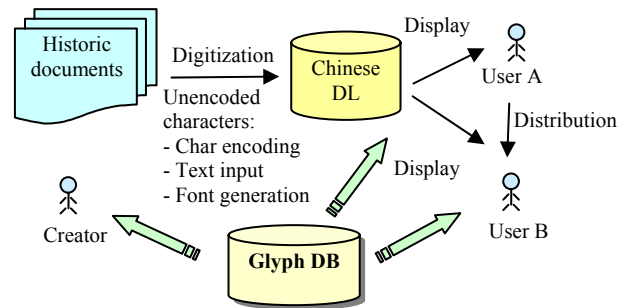 Historic
documents
Digitization
Unencoded
characters:
- Char encoding
- Text input
- Font generation
Chinese
DL
Display
User A
Distribution
Display
User B
Creator
Glyph DB